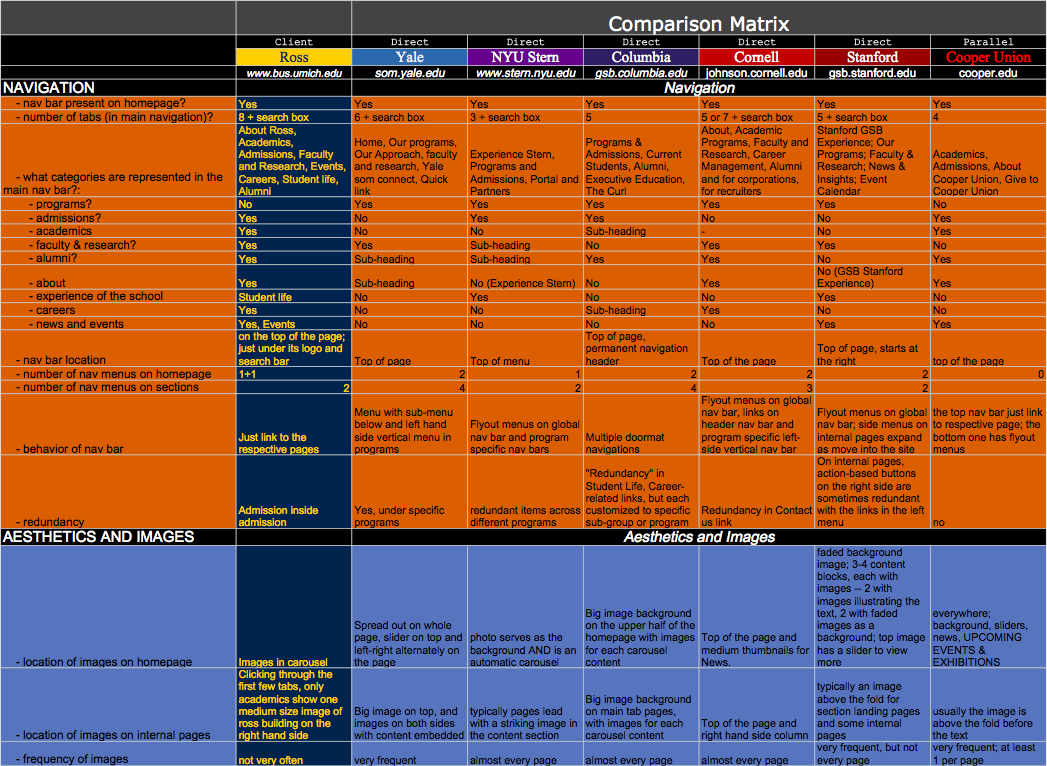 Comparison Matrix
Client Direct Direct Direct Direct Direct Parallel
Ross Yale NYU Stern Columbia Cornell Stanford Cooper Union
www.bus.umich.edu som.yale.edu www.stern.nyu.edu gsb.columbia.edu johnson.cornell.edu gsb.stanford.edu cooper.edu
NAVIGATION Navigation
- nav bar present on homepage? Yes Yes Yes Yes Yes Yes Yes
- number of tabs (in main navigation)? 8 + search box 6 + search box 3 + search box 5 5 or 7 + search box 5 + search box 4
- what categories are represented in the
main nav bar?:
About Ross,
Academics,
Admissions, Faculty
and Research, Events,
Careers, Student life,
Alumni
Home, Our programs,
Our Approach, faculty
and research, Yale
som connect, Quick
link
Experience Stern,
Programs and
Admissions, Portal and
Partners
Programs &
Admissions, Current
Students, Alumni,
Executive Education,
The Curl
About, Academic
Programs, Faculty and
Research, Career
Management, Alumni
and for corporations,
for recruiters
Stanford GSB
Experience; Our
Programs; Faculty &
Research; News &
Insights; Event
Calendar
Academics,
Admissions, About
Cooper Union, Give to
Cooper Union
- programs? No Yes Yes Yes Yes Yes No
- admissions? Yes No Yes Yes No No Yes
- academics Yes No No Sub-heading - No Yes
- faculty & research? Yes Yes Sub-heading No Yes Yes No
- alumni? Yes Sub-heading Sub-heading Yes Yes No No
- about Yes Sub-heading No (Experience Stern) No Yes
No (GSB Stanford
Experience) Yes
- experience of the school Student life No Yes No No Yes No
- careers Yes No No Sub-heading Yes No No
- news and events Yes, Events No No No No Yes Yes
- nav bar location
on the top of the page;
just under its logo and
search bar
Top of page
Top of menu
Top of page,
permanent navigation
header
Top of the page
Top of page, starts at
the right
top of the page
- number of nav menus on homepage 1+1 2 1 2 2 2 0
- number of nav menus on sections 2 4 2 4 3 2
- behavior of nav bar
Just link to the
respective pages
Menu with sub-menu
below and left hand
side vertical menu in
programs
Flyout menus on global
nav bar and program
specific nav bars
Multiple doormat
navigations
Flyout menus on global
nav bar, links on
header nav bar and
program specific left-
side vertical nav bar
Flyout menus on global
nav bar; side menus on
internal pages expand
as move into the site
the top nav bar just link
to respective page; the
bottom one has flyout
menus
- redundancy
Admission inside
admission
Yes, under specific
programs
redundant items across
different programs
"Redundancy" in
Student Life, Career-
related links, but each
customized to specific
sub-group or program
Redundancy in Contact
us link
On internal pages,
action-based buttons
on the right side are
sometimes redundant
with the links in the left
menu
no
AESTHETICS AND IMAGES Aesthetics and Images
- location of images on homepage
Images in carousel
Spread out on whole
page, slider on top and
left-right alternately on
the page
photo serves as the
background AND is an
automatic carousel
Big image background
on the upper half of the
homepage with images
for each carousel
content
Top of the page and
medium thumbnails for
News.
faded background
image; 3-4 content
blocks, each with
images -- 2 with
images illustrating the
text, 2 with faded
images as a
background; top image
has a slider to view
more
everywhere;
background, sliders,
news, UPCOMING
EVENTS &
EXHIBITIONS
- location of images on internal pages
Clicking through the
first few tabs, only
academics show one
medium size image of
ross building on the
right hand side
Big image on top, and
images on both sides
with content embedded
typically pages lead
with a striking image in
the content section
Big image background
on main tab pages,
with images for each
carousel content
Top of the page and
right hand side column
typically an image
above the fold for
section landing pages
and some internal
pages
usually the image is
above the fold before
the text
- frequency of images
not very often
very frequent
almost every page
almost every page
almost every page
very frequent, but not
every page
very frequent; at least
1 per page